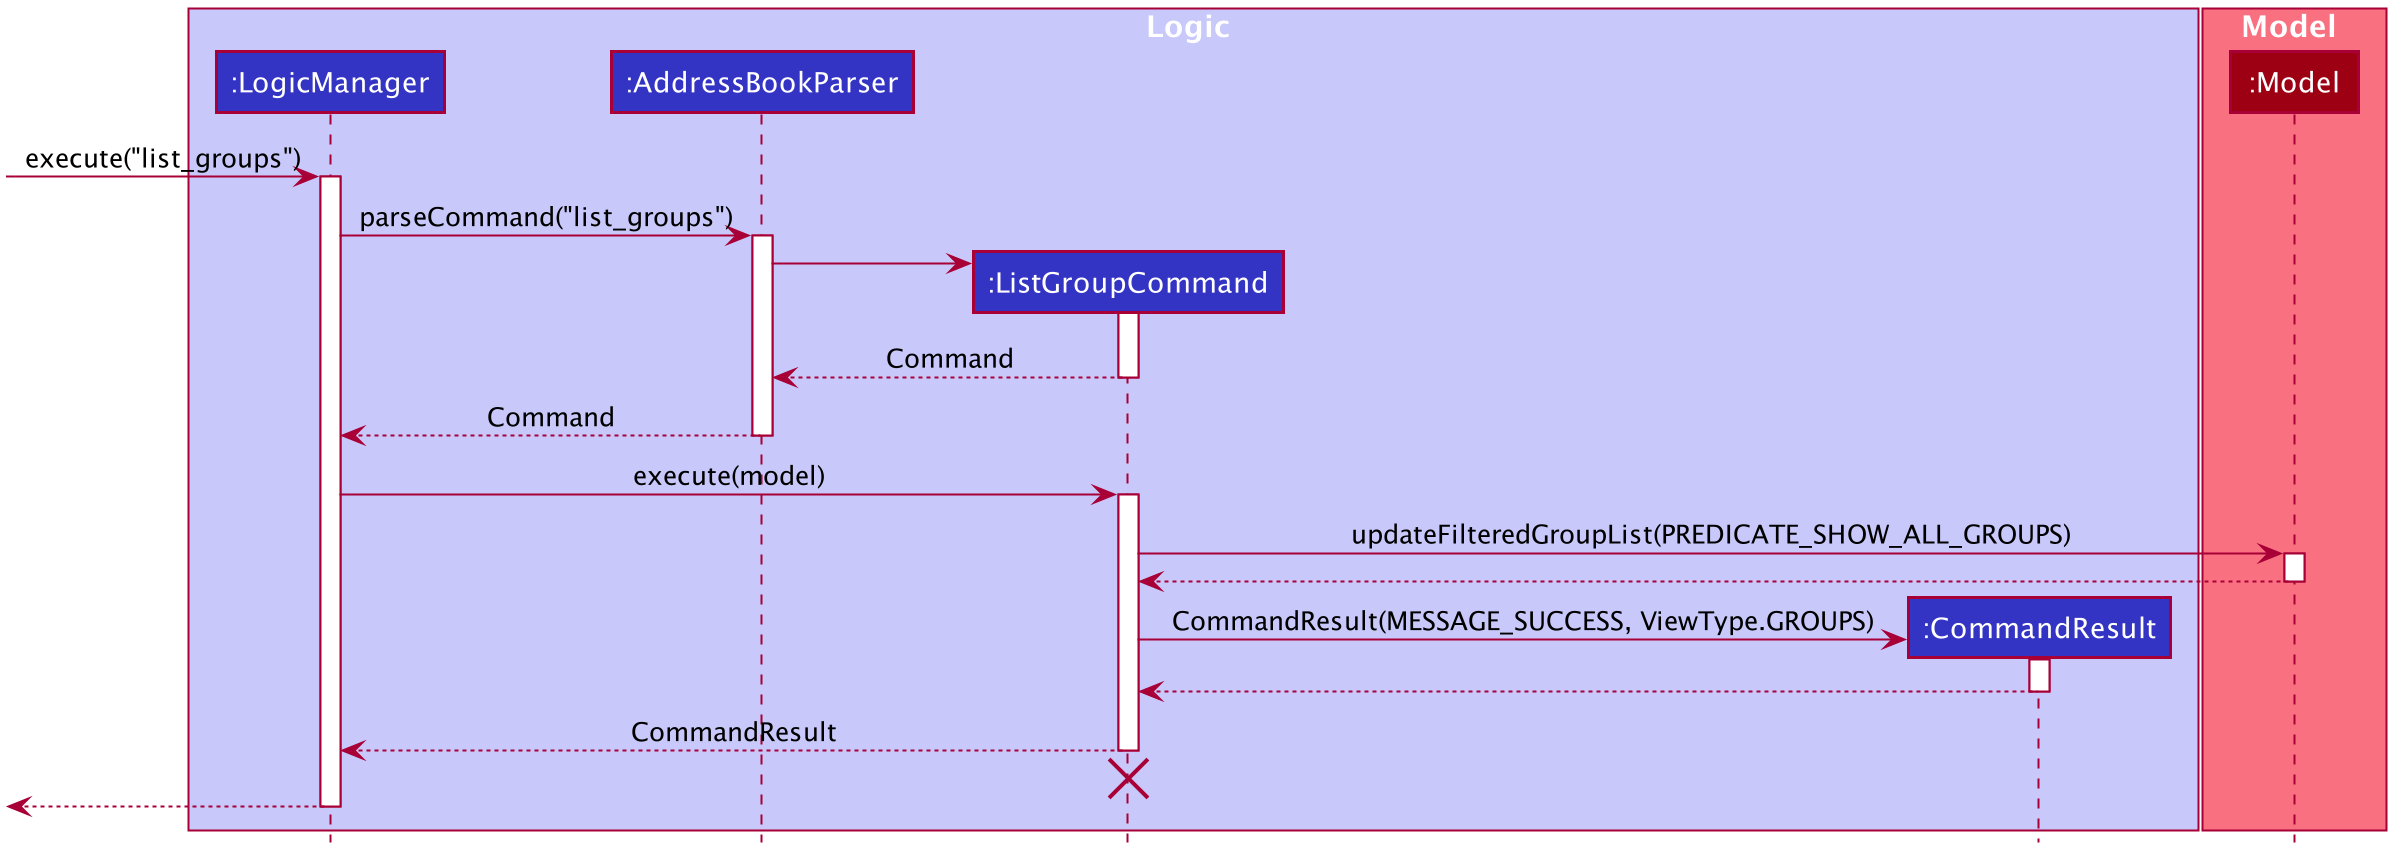 Logic
Model
:LogicManager
:AddressBookParser
:Model
execute("list_groups")
parseCommand("list_groups")
:ListGroupCommand
Command
Command
execute(model)
updateFilteredGroupList(PREDICATE_SHOW_ALL_GROUPS)
CommandResult(MESSAGE_SUCCESS, ViewType.GROUPS)
:CommandResult
CommandResult